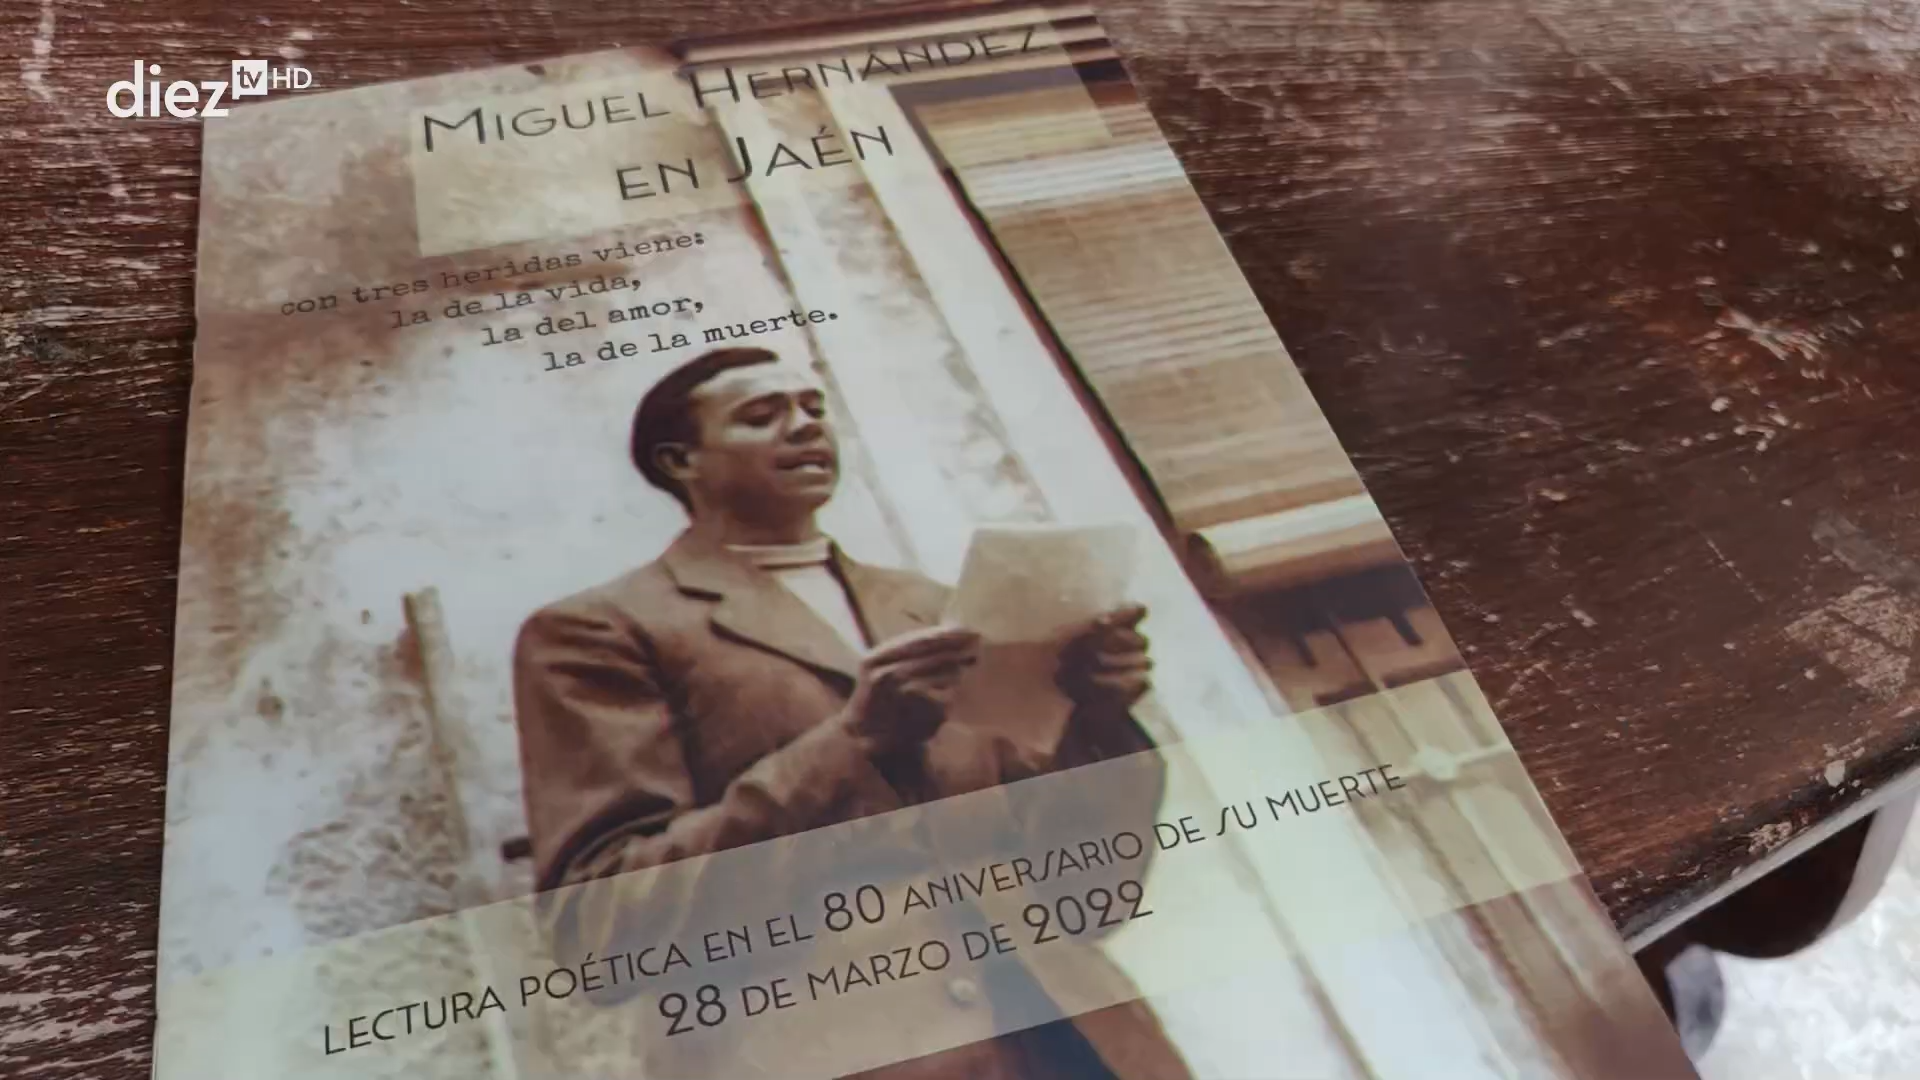 diez tv HD
MIGUEL HERNÁNDEZ
EN JAÉN
con tres heridas viene:
la de la vida,
la del amor,
la de la muerte.
LECTURA POÉTICA EN EL 80 ANIVERSARIO DE SU MUERTE
28 DE MARZO DE 2022